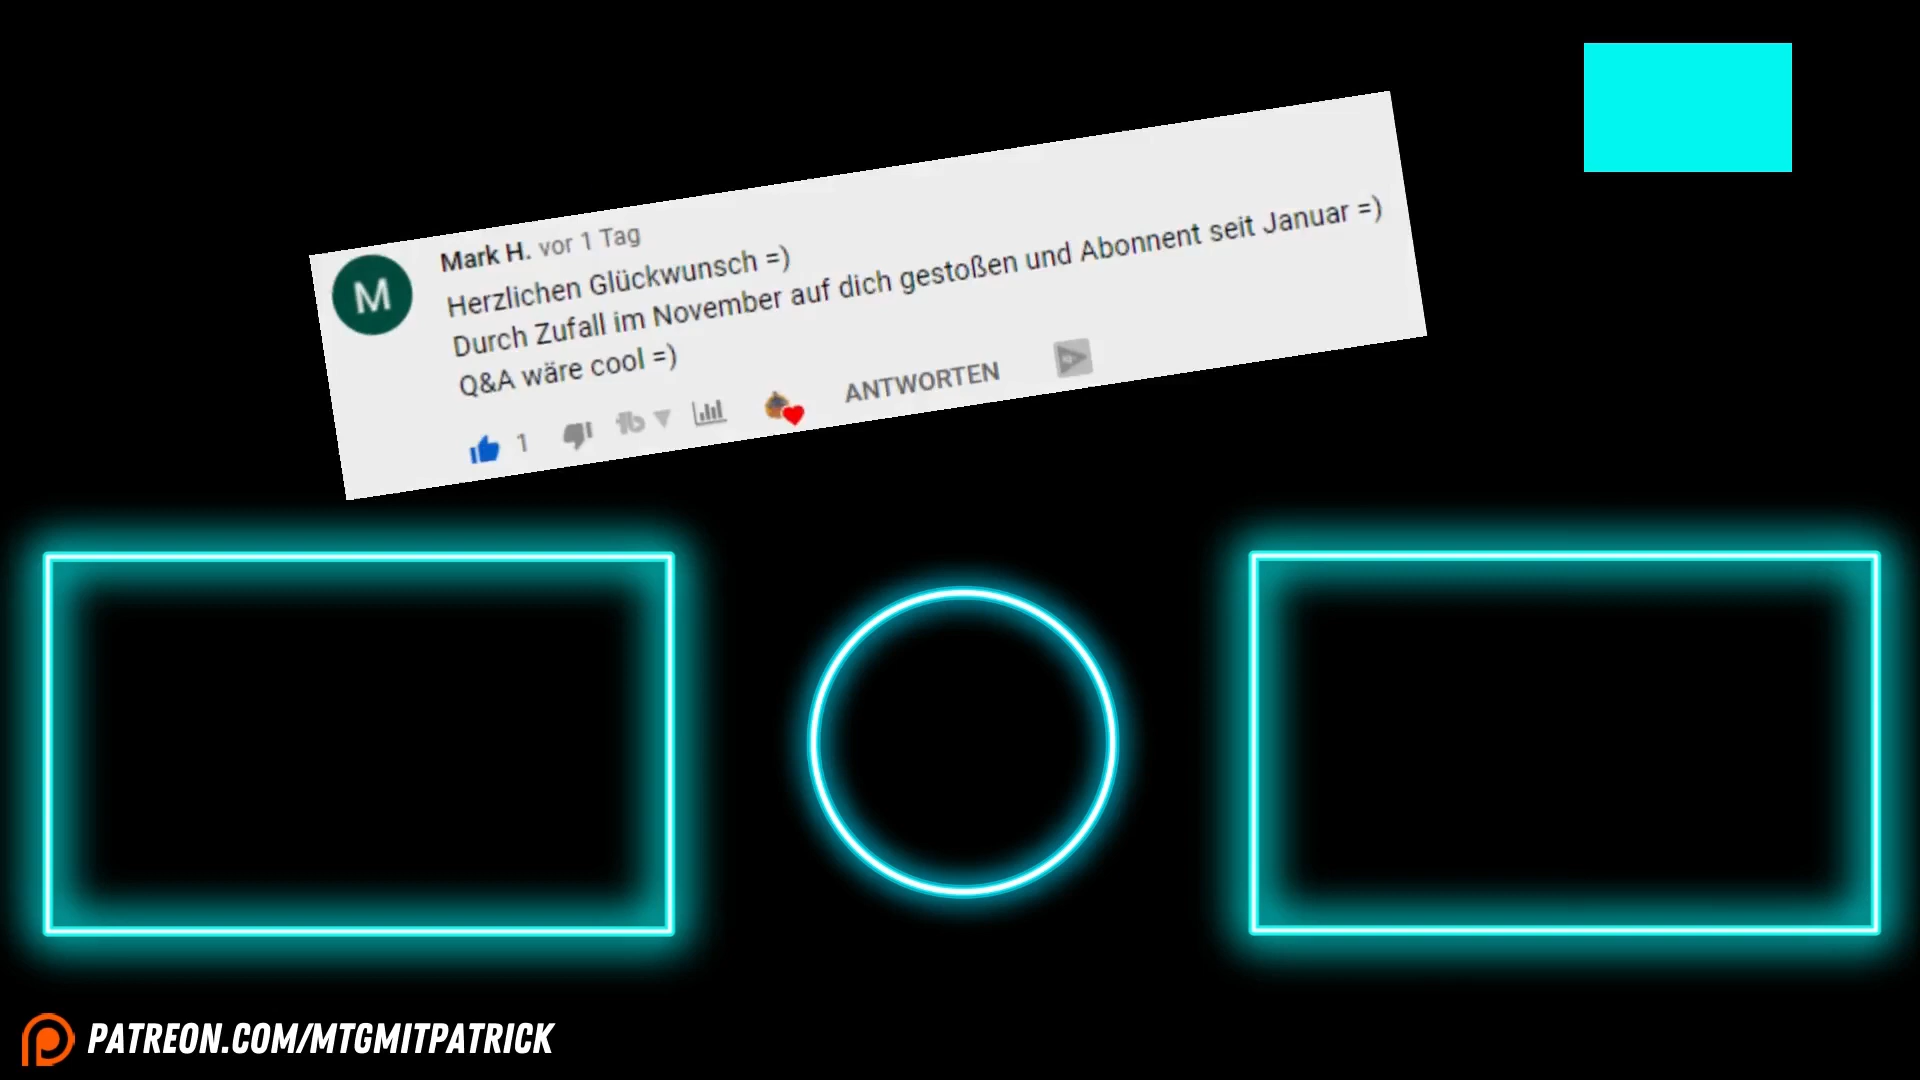 M
Mark H. vor 1 Tag
Herzlichen Glückwunsch =)
Durch Zufall im November auf dich gestoßen und Abonnent seit Januar =)
Q&A wäre cool =)
1
ANTWORTEN
PATREON.COM/MTGMITPATRICK